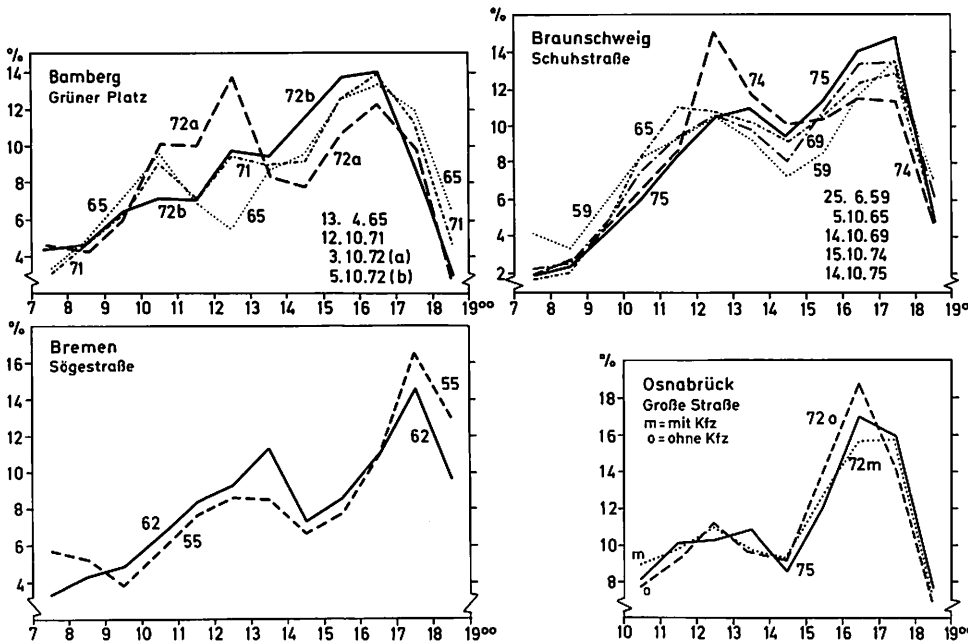 %
14
12
10
8
6
4
Bamberg
Grüner Platz
72a
72b
72a
71
65
72b
65
71
65
71
13. 4.65
12.10.71
3.10.72 (a)
5.10.72 (b)
7 8 9 10 11 12 13 14 15 16 17 18 19⁰⁰
%
14
12
10
8
6
4
2
Braunschweig
Schuhstraße
74
75
65
69
59
59
75
74
25. 6.59
5.10.65
14.10.69
15.10.74
14.10.75
7 8 9 10 11 12 13 14 15 16 17 18 19⁰⁰
%
16
14
12
10
8
6
4
Bremen
Sögestraße
55
62
62
55
7 8 9 10 11 12 13 14 15 16 17 18 19⁰⁰
%
16
14
12
10
8
Osnabrück
Große Straße
m = mit Kfz
o = ohne Kfz
72 o
72m
m
o
75
10 11 12 13 14 15 16 17 18 19⁰⁰